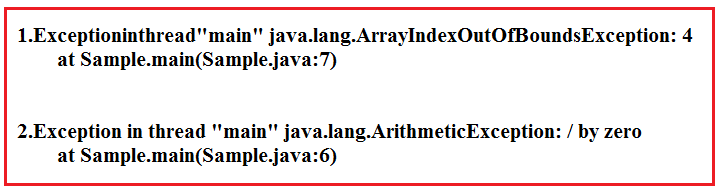 1.Exceptioninthread"main" java.lang.ArrayIndexOutOfBoundsException: 4
at Sample.main(Sample.java:7)
2.Exception in thread "main" java.lang.ArithmeticException: / by zero
at Sample.main(Sample.java:6)